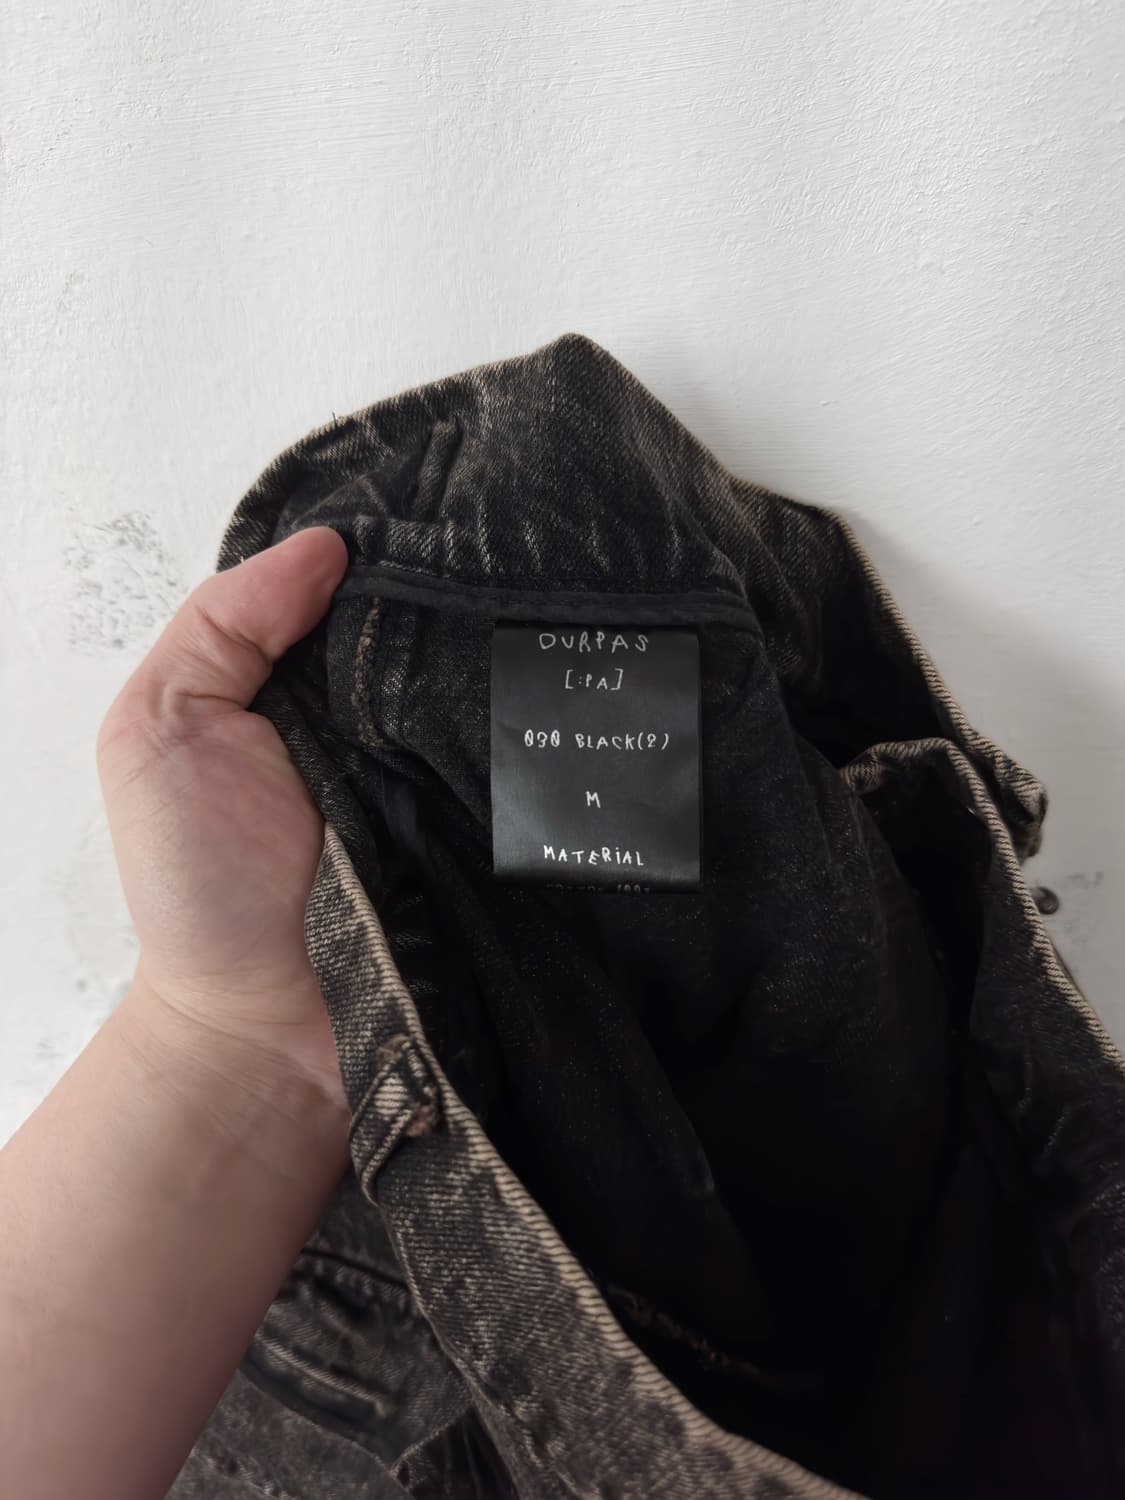 DURPAS
[:PA]
030 BLACK(2)
M
MATERIAL